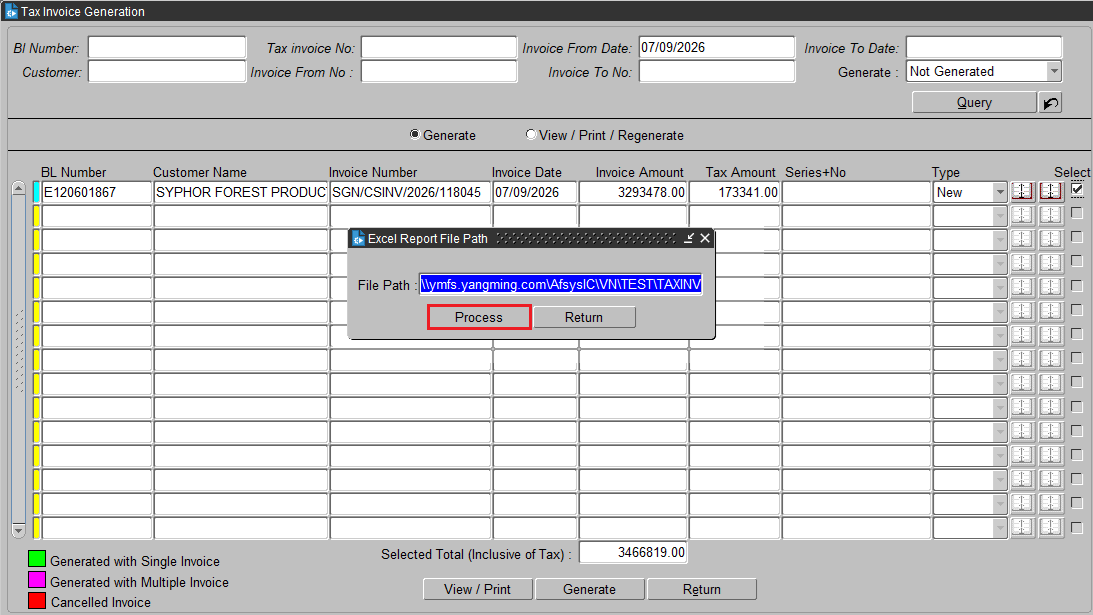 Tax Invoice Generation
Bl Number: Tax invoice No: Invoice From Date: 07/09/2026 Invoice To Date:
Customer: Invoice From No : Invoice To No: Generate : Not Generated
Query
Generate View / Print / Regenerate
BL Number Customer Name Invoice Number Invoice Date Invoice Amount Tax Amount Series+No Type Select
E120601867 SYPHOR FOREST PRODUC SGN/CSINV/2026/118045 07/09/2026 3293478.00 173341.00 New
Excel Report File Path
File Path : \\ymfs.yangming.com\AfsysIC\VN\TEST\TAXINV
Process Return
Selected Total (Inclusive of Tax) : 3466819.00
Generated with Single Invoice
Generated with Multiple Invoice
Cancelled Invoice
View / Print Generate Return